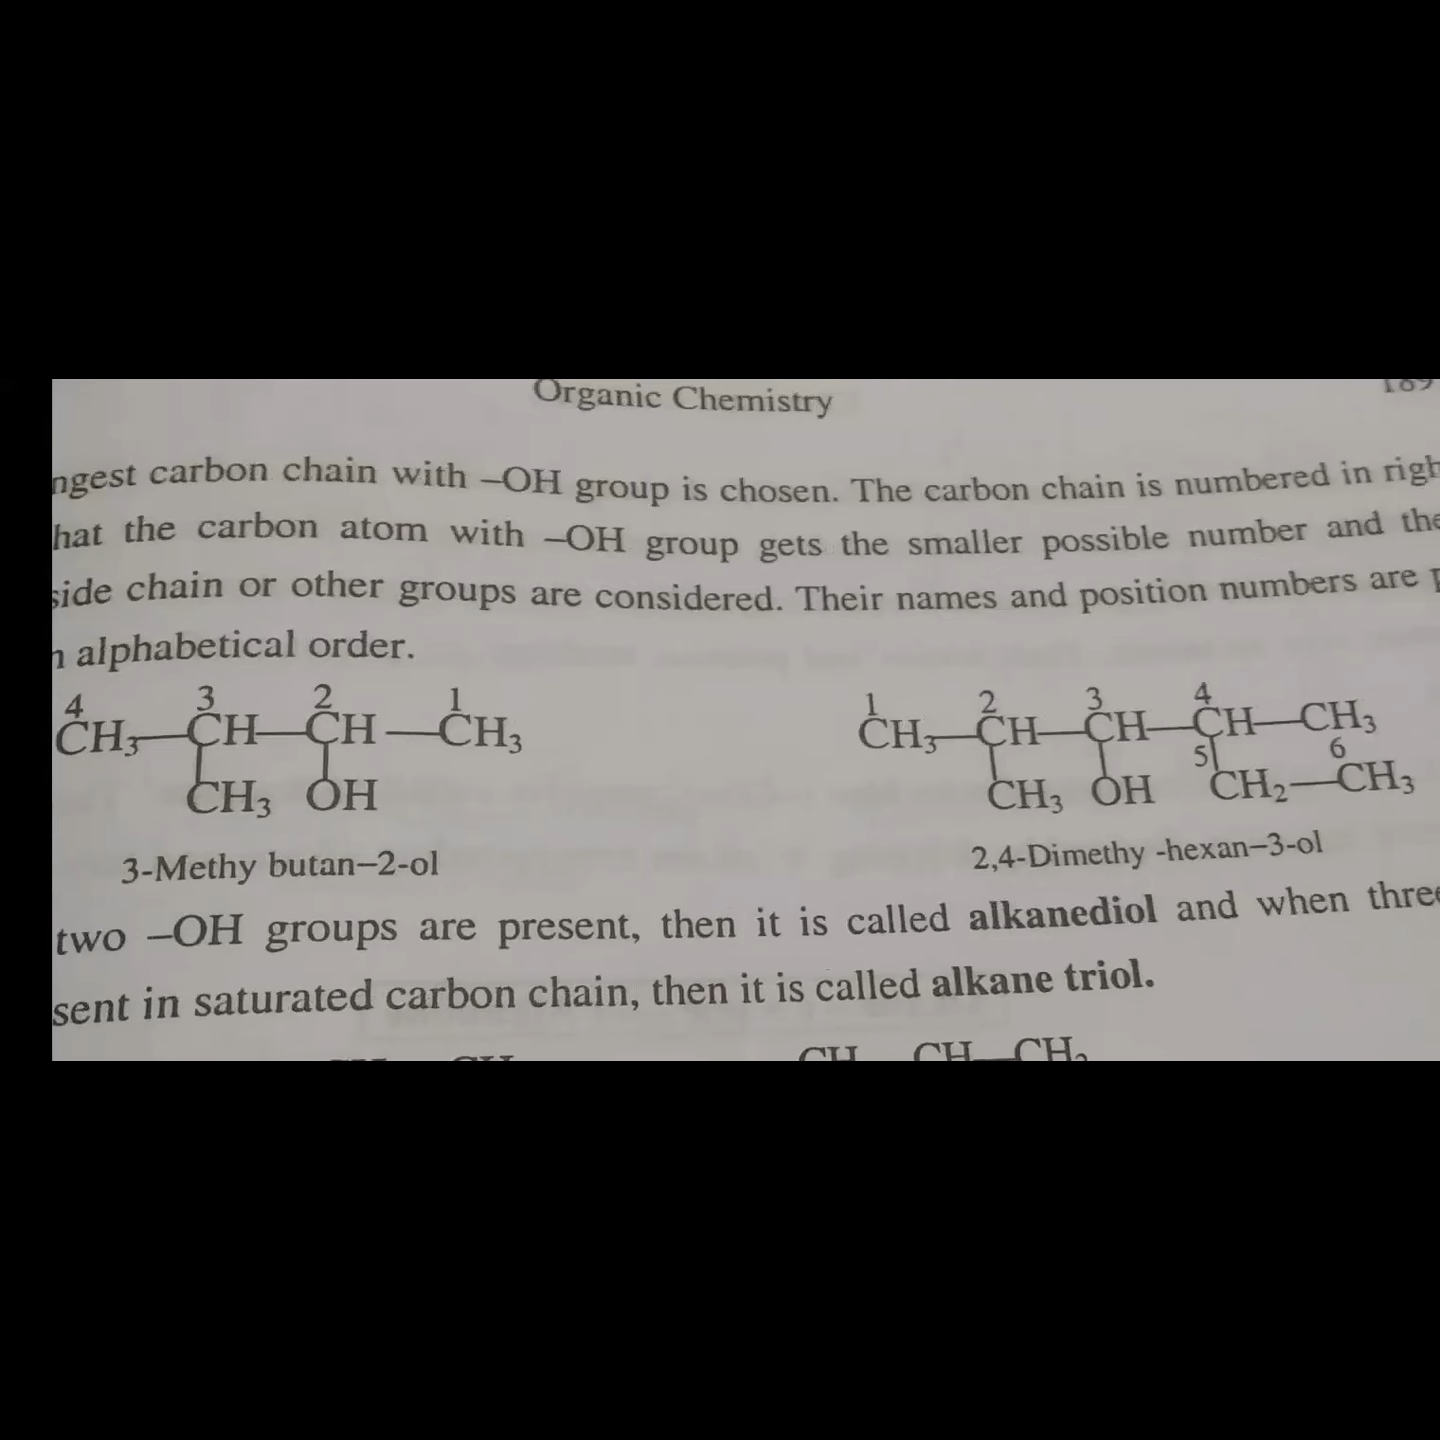 Organic Chemistry 189
ngest carbon chain with –OH group is chosen. The carbon chain is numbered in righ
hat the carbon atom with –OH group gets the smaller possible number and the
side chain or other groups are considered. Their names and position numbers are p
n alphabetical order.
4 3 2 1 1 2 3 4
CH₃—CH—CH—CH₃ CH₃—CH—CH—CH—CH₃
5 6
CH₃ OH CH₃ OH CH₂—CH₃
3-Methy butan–2-ol 2,4-Dimethy -hexan–3-ol
two –OH groups are present, then it is called alkanediol and when three
sent in saturated carbon chain, then it is called alkane triol.
CH CH—CH₂